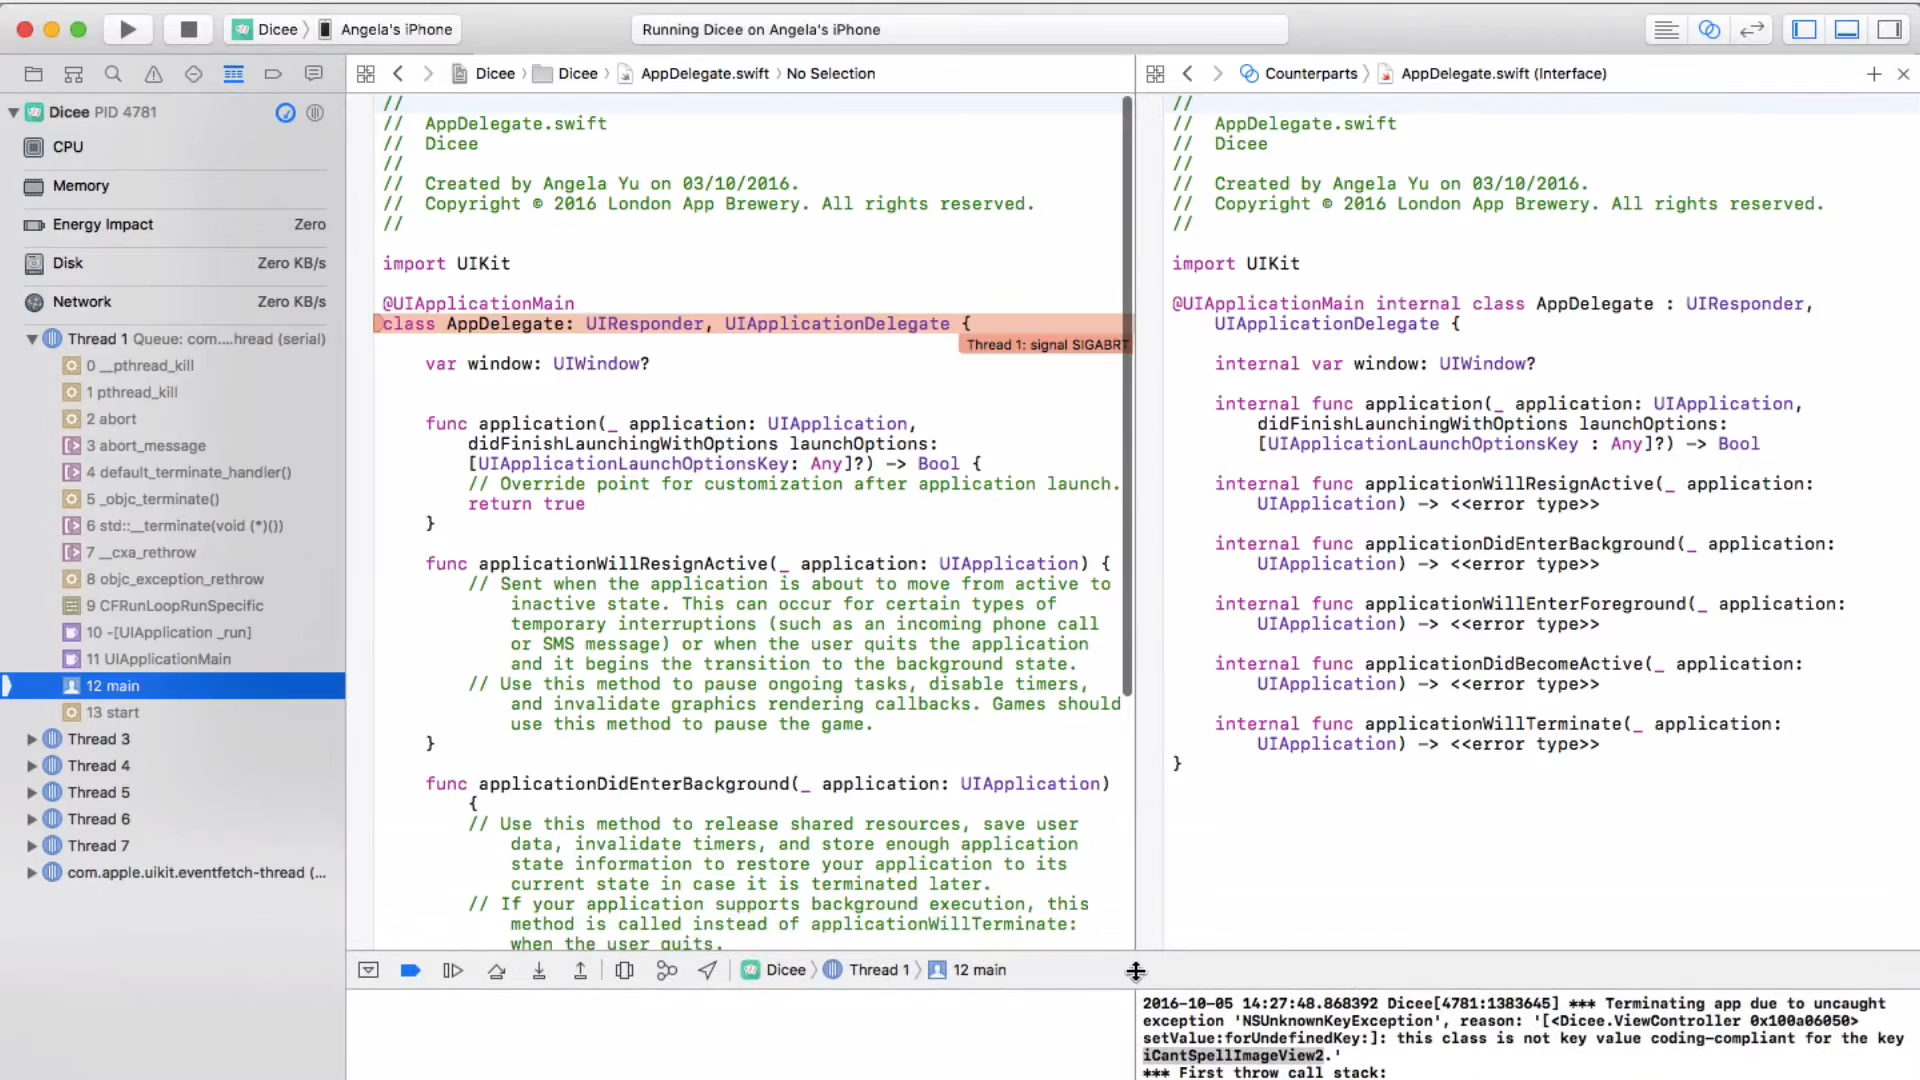 Dicee
Angela's iPhone
Running Dicee on Angela's iPhone
Dicee PID 4781
CPU
Memory
Energy Impact Zero
Disk Zero KB/s
Network Zero KB/s
Thread 1 Queue: com....hread (serial)
0 __pthread_kill
1 pthread_kill
2 abort
3 abort_message
4 default_terminate_handler()
5 _objc_terminate()
6 std::__terminate(void (*)())
7 __cxa_rethrow
8 objc_exception_rethrow
9 CFRunLoopRunSpecific
10 -[UIApplication _run]
11 UIApplicationMain
12 main
13 start
Thread 3
Thread 4
Thread 5
Thread 6
Thread 7
com.apple.uikit.eventfetch-thread (...
Dicee Dicee AppDelegate.swift No Selection
//
// AppDelegate.swift
// Dicee
//
// Created by Angela Yu on 03/10/2016.
// Copyright © 2016 London App Brewery. All rights reserved.
//
import UIKit
@UIApplicationMain
class AppDelegate: UIResponder, UIApplicationDelegate {
Thread 1: signal SIGABRT
var window: UIWindow?
func application(_ application: UIApplication,
didFinishLaunchingWithOptions launchOptions:
[UIApplicationLaunchOptionsKey: Any]?) -> Bool {
// Override point for customization after application launch.
return true
}
func applicationWillResignActive(_ application: UIApplication) {
// Sent when the application is about to move from active to
inactive state. This can occur for certain types of
temporary interruptions (such as an incoming phone call
or SMS message) or when the user quits the application
and it begins the transition to the background state.
// Use this method to pause ongoing tasks, disable timers,
and invalidate graphics rendering callbacks. Games should
use this method to pause the game.
}
func applicationDidEnterBackground(_ application: UIApplication)
{
// Use this method to release shared resources, save user
data, invalidate timers, and store enough application
state information to restore your application to its
current state in case it is terminated later.
// If your application supports background execution, this
method is called instead of applicationWillTerminate:
when the user quits.
Counterparts AppDelegate.swift (Interface)
//
// AppDelegate.swift
// Dicee
//
// Created by Angela Yu on 03/10/2016.
// Copyright © 2016 London App Brewery. All rights reserved.
//
import UIKit
@UIApplicationMain internal class AppDelegate : UIResponder,
UIApplicationDelegate {
internal var window: UIWindow?
internal func application(_ application: UIApplication,
didFinishLaunchingWithOptions launchOptions:
[UIApplicationLaunchOptionsKey : Any]?) -> Bool
internal func applicationWillResignActive(_ application:
UIApplication) -> <<error type>>
internal func applicationDidEnterBackground(_ application:
UIApplication) -> <<error type>>
internal func applicationWillEnterForeground(_ application:
UIApplication) -> <<error type>>
internal func applicationDidBecomeActive(_ application:
UIApplication) -> <<error type>>
internal func applicationWillTerminate(_ application:
UIApplication) -> <<error type>>
}
Dicee Thread 1 12 main
2016-10-05 14:27:48.868392 Dicee[4781:1383645] *** Terminating app due to uncaught
exception 'NSUnknownKeyException', reason: '[<Dicee.ViewController 0x100a06050>
setValue:forUndefinedKey:]: this class is not key value coding-compliant for the key
iCantSpellImageView2.'
*** First throw call stack: